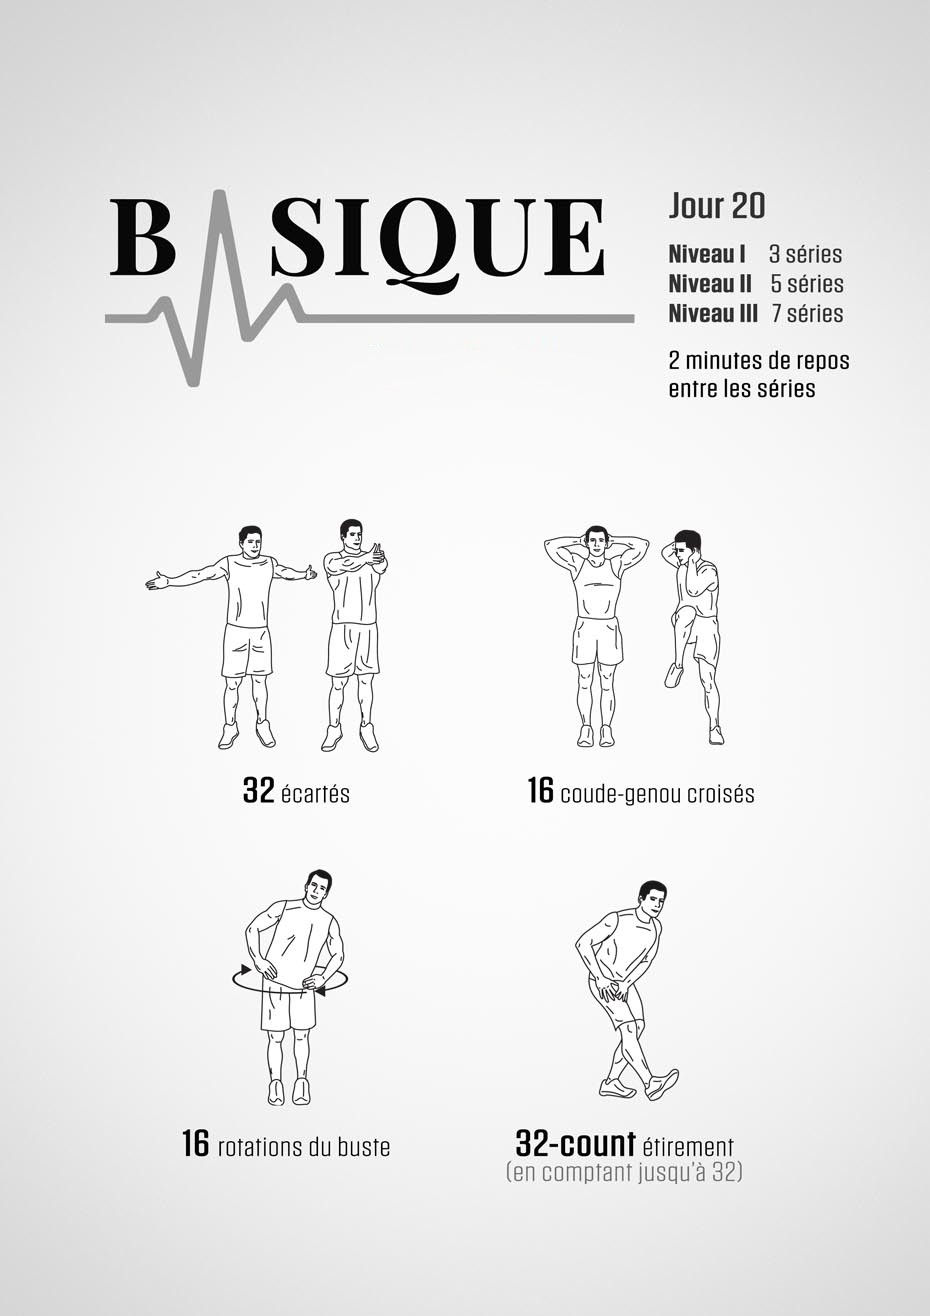 BASIQUE
Jour 20
Niveau I 3 séries
Niveau II 5 séries
Niveau III 7 séries
2 minutes de repos
entre les séries
32 écartés
16 coude-genou croisés
16 rotations du buste
32-count étirement
(en comptant jusqu'à 32)